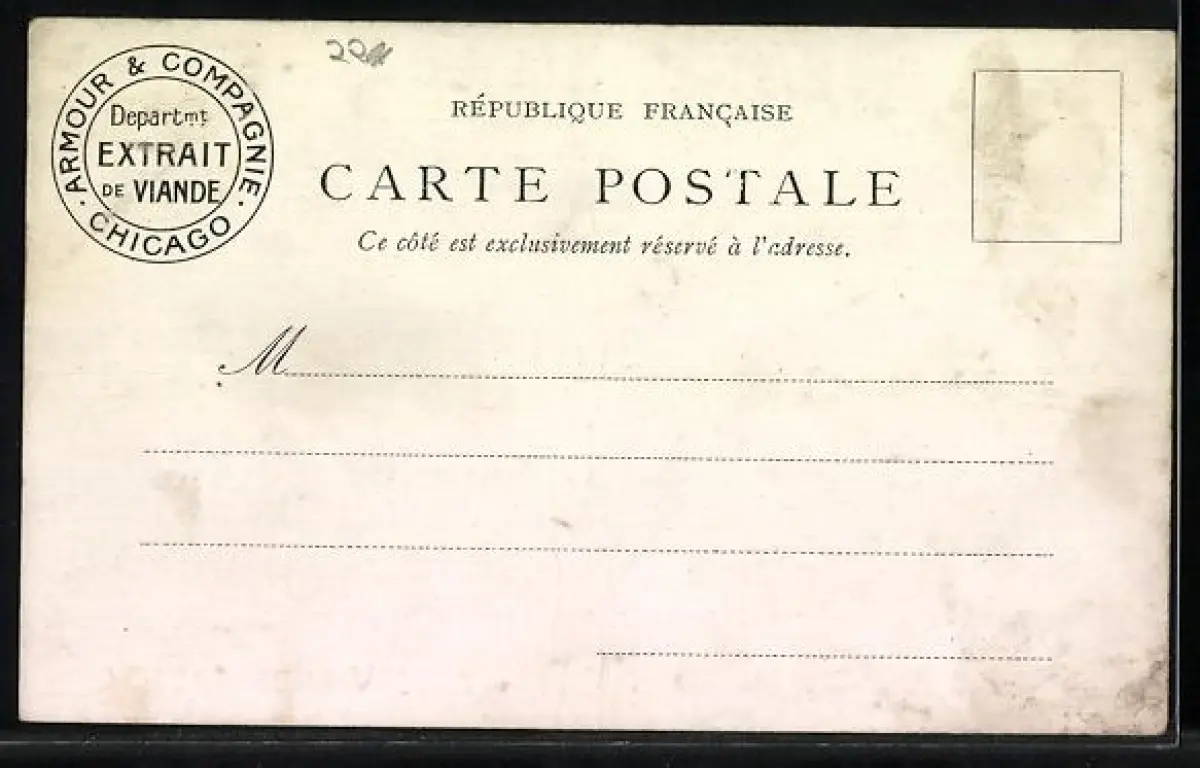 ARMOUR & COMPAGNIE.
Departmt
EXTRAIT
DE VIANDE
· CHICAGO
RÉPUBLIQUE FRANÇAISE
CARTE POSTALE
Ce côté est exclusivement réservé à l'adresse.
M